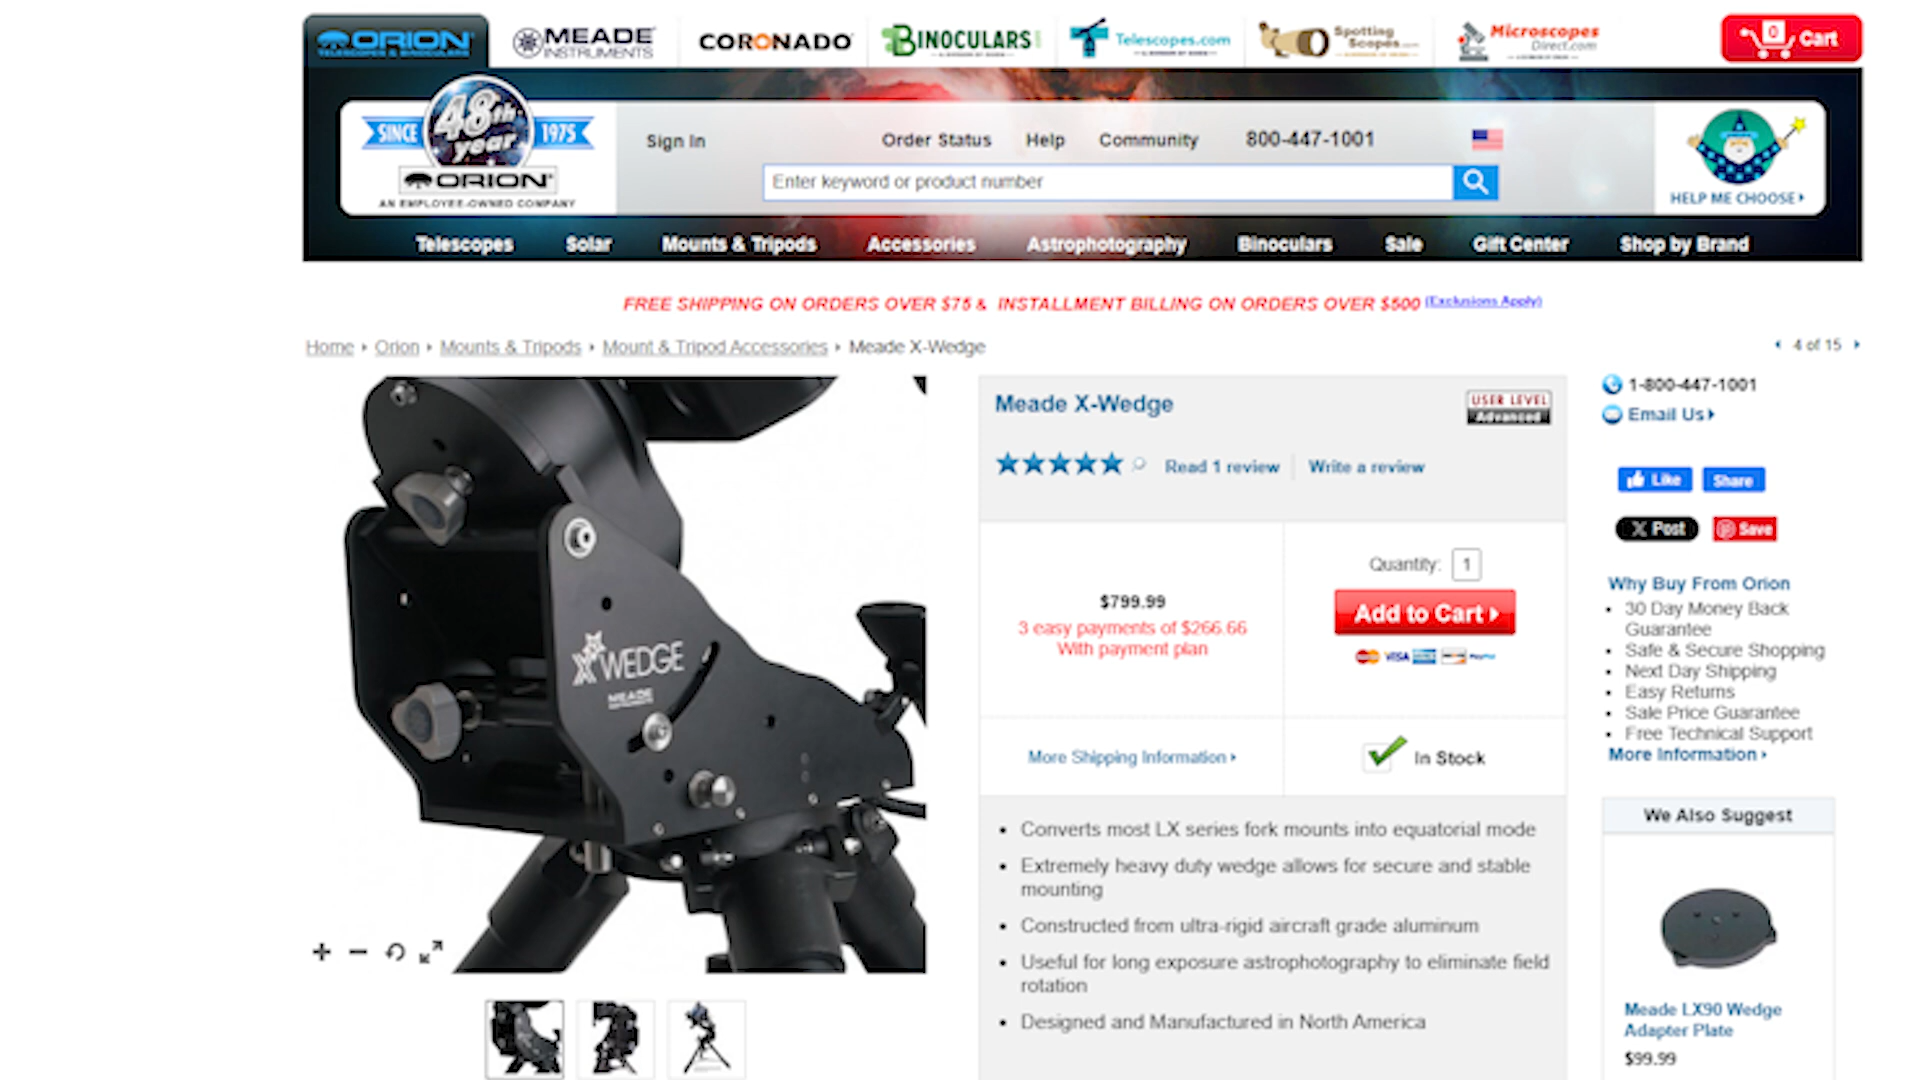 ORION
TELESCOPES & BINOCULARS
MEADE
INSTRUMENTS
CORONADO
BINOCULARS
Telescopes.com
Spotting
Scopes.com
Microscopes
Direct.com
0
Cart
SINCE
48th
year
1975
ORION
AN EMPLOYEE-OWNED COMPANY
Sign In
Order Status
Help
Community
800-447-1001
Enter keyword or product number
HELP ME CHOOSE
Telescopes
Solar
Mounts & Tripods
Accessories
Astrophotography
Binoculars
Sale
Gift Center
Shop by Brand
FREE SHIPPING ON ORDERS OVER $75 & INSTALLMENT BILLING ON ORDERS OVER $500 (Exclusions Apply)
Home Orion Mounts & Tripods Mount & Tripod Accessories Meade X-Wedge
4 of 15
X WEDGE
MEADE
INSTRUMENTS
Meade X-Wedge
USER LEVEL
Advanced
Read 1 review
Write a review
$799.99
3 easy payments of $266.66
With payment plan
Quantity: 1
Add to Cart
VISA
PayPal
More Shipping Information
In Stock
• Converts most LX series fork mounts into equatorial mode
• Extremely heavy duty wedge allows for secure and stable
mounting
• Constructed from ultra-rigid aircraft grade aluminum
• Useful for long exposure astrophotography to eliminate field
rotation
• Designed and Manufactured in North America
1-800-447-1001
Email Us
Like
Share
X Post
Save
Why Buy From Orion
• 30 Day Money Back
Guarantee
• Safe & Secure Shopping
• Next Day Shipping
• Easy Returns
• Sale Price Guarantee
• Free Technical Support
More Information
We Also Suggest
Meade LX90 Wedge
Adapter Plate
$99.99